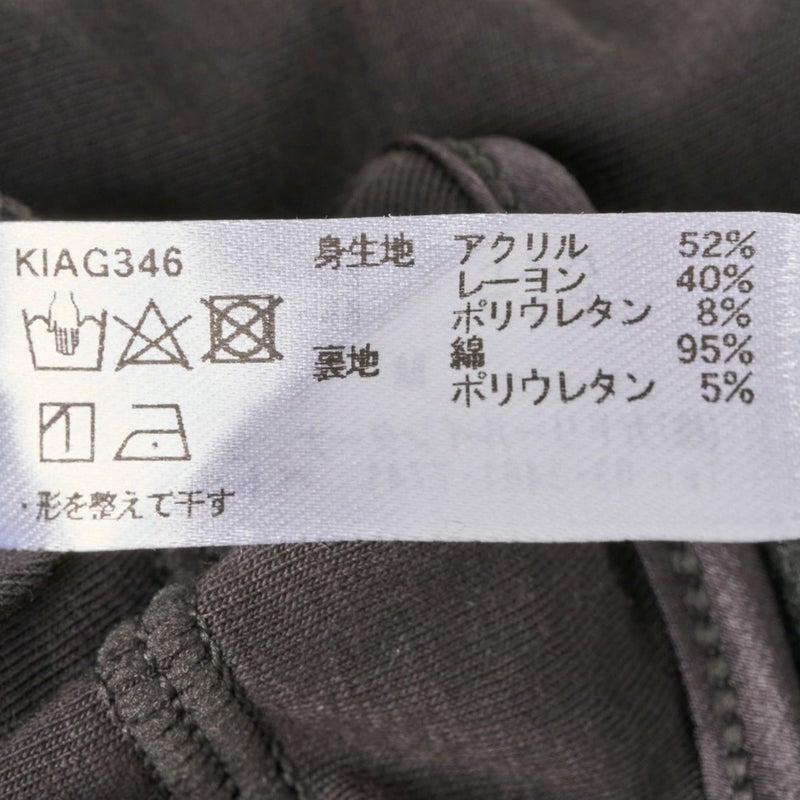 KIAG346
身生地 アクリル 52%
レーヨン 40%
ポリウレタン 8%
裏地 綿 95%
ポリウレタン 5%
・形を整えて干す